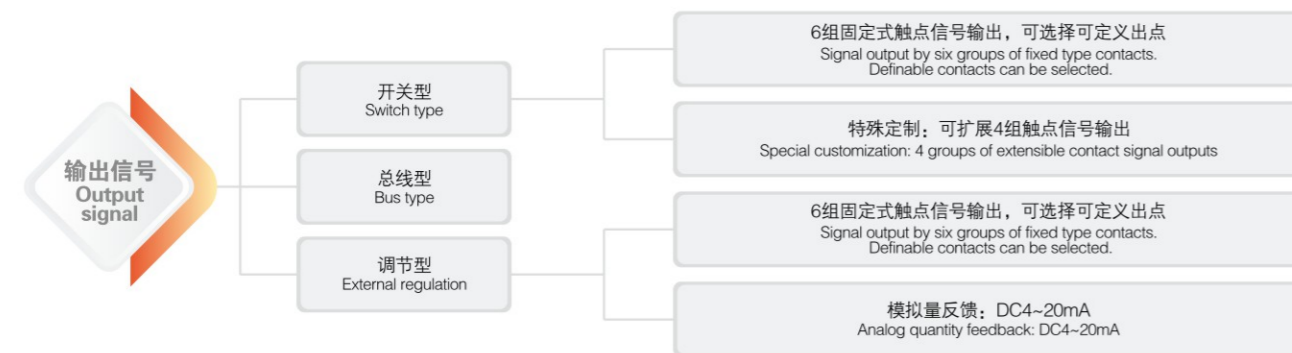 输出信号
Output
signal
开关型
Switch type
6组固定式触点信号输出，可选择可定义出点
Signal output by six groups of fixed type contacts.
Definable contacts can be selected.
特殊定制：可扩展4组触点信号输出
Special customization: 4 groups of extensible contact signal outputs
总线型
Bus type
调节型
External regulation
6组固定式触点信号输出，可选择可定义出点
Signal output by six groups of fixed type contacts.
Definable contacts can be selected.
模拟量反馈：DC4~20mA
Analog quantity feedback: DC4~20mA